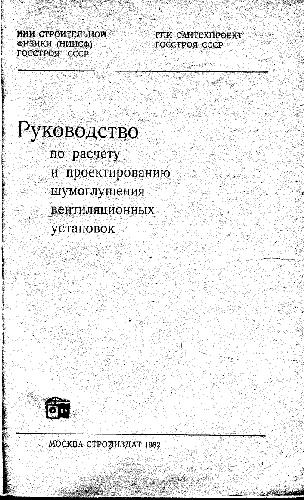 НИИ СТРОИТЕЛЬНОЙ
ФИЗИКИ (НИИСФ)
ГОССТРОЯ СССР
ГПИ САНТЕХПРОЕКТ
ГОССТРОЯ СССР
Руководство
по расчету
и проектированию
шумоглушения
вентиляционных
установок
МОСКВА СТРОЙИЗДАТ 1982